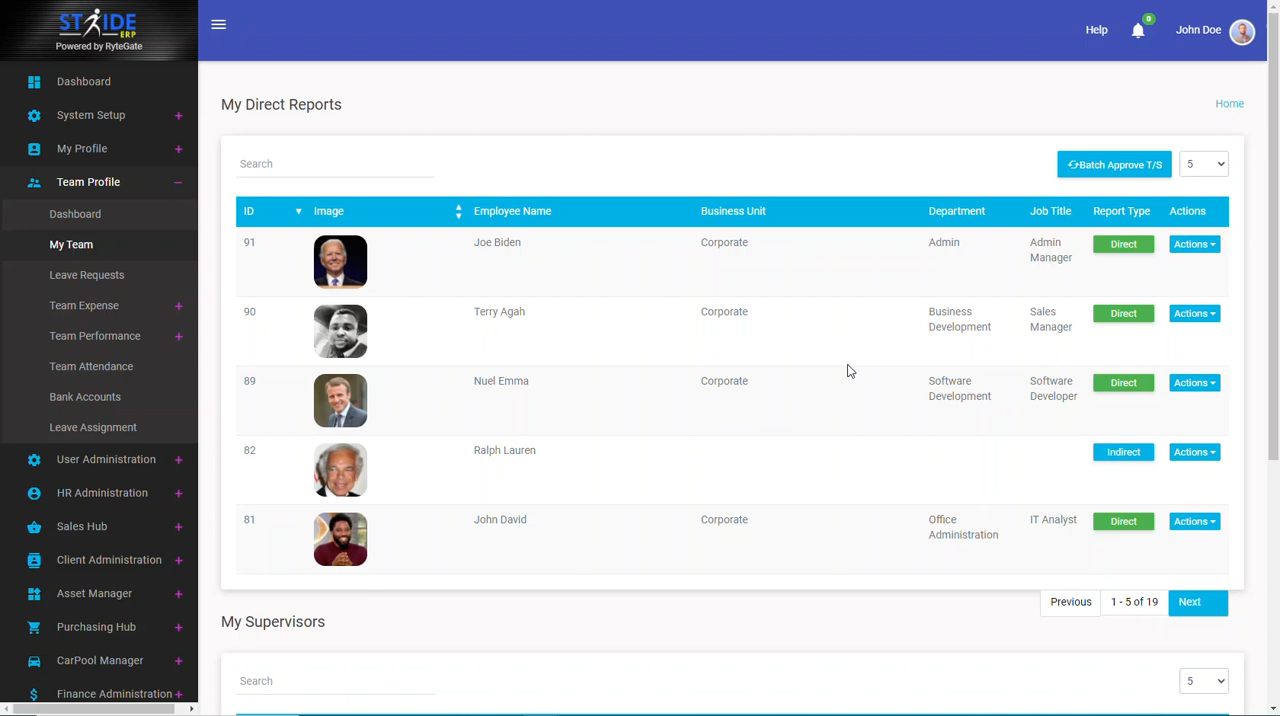 STRIDE
ERP
Powered by RyteGate
Help
0
John Doe
Dashboard
System Setup +
My Profile +
Team Profile −
Dashboard
My Team
Leave Requests
Team Expense +
Team Performance +
Team Attendance
Bank Accounts
Leave Assignment
User Administration +
HR Administration +
Sales Hub +
Client Administration +
Asset Manager +
Purchasing Hub +
CarPool Manager +
Finance Administration +
My Direct Reports
Home
Search
Batch Approve T/S
5
ID Image Employee Name Business Unit Department Job Title Report Type Actions
91 Joe Biden Corporate Admin Admin Manager Direct Actions
90 Terry Agah Corporate Business Development Sales Manager Direct Actions
89 Nuel Emma Corporate Software Development Software Developer Direct Actions
82 Ralph Lauren Indirect Actions
81 John David Corporate Office Administration IT Analyst Direct Actions
Previous 1 - 5 of 19 Next
My Supervisors
Search
5